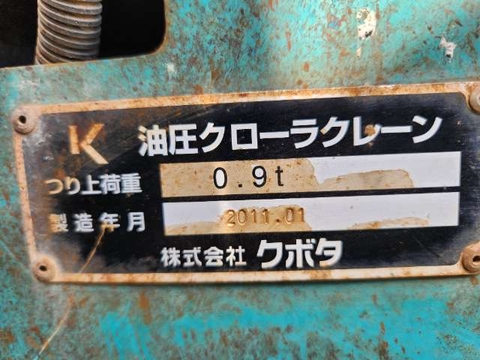 K 油圧クローラクレーン
つり上荷重 0.9t
製造年月 2011.01
株式会社 クボタ